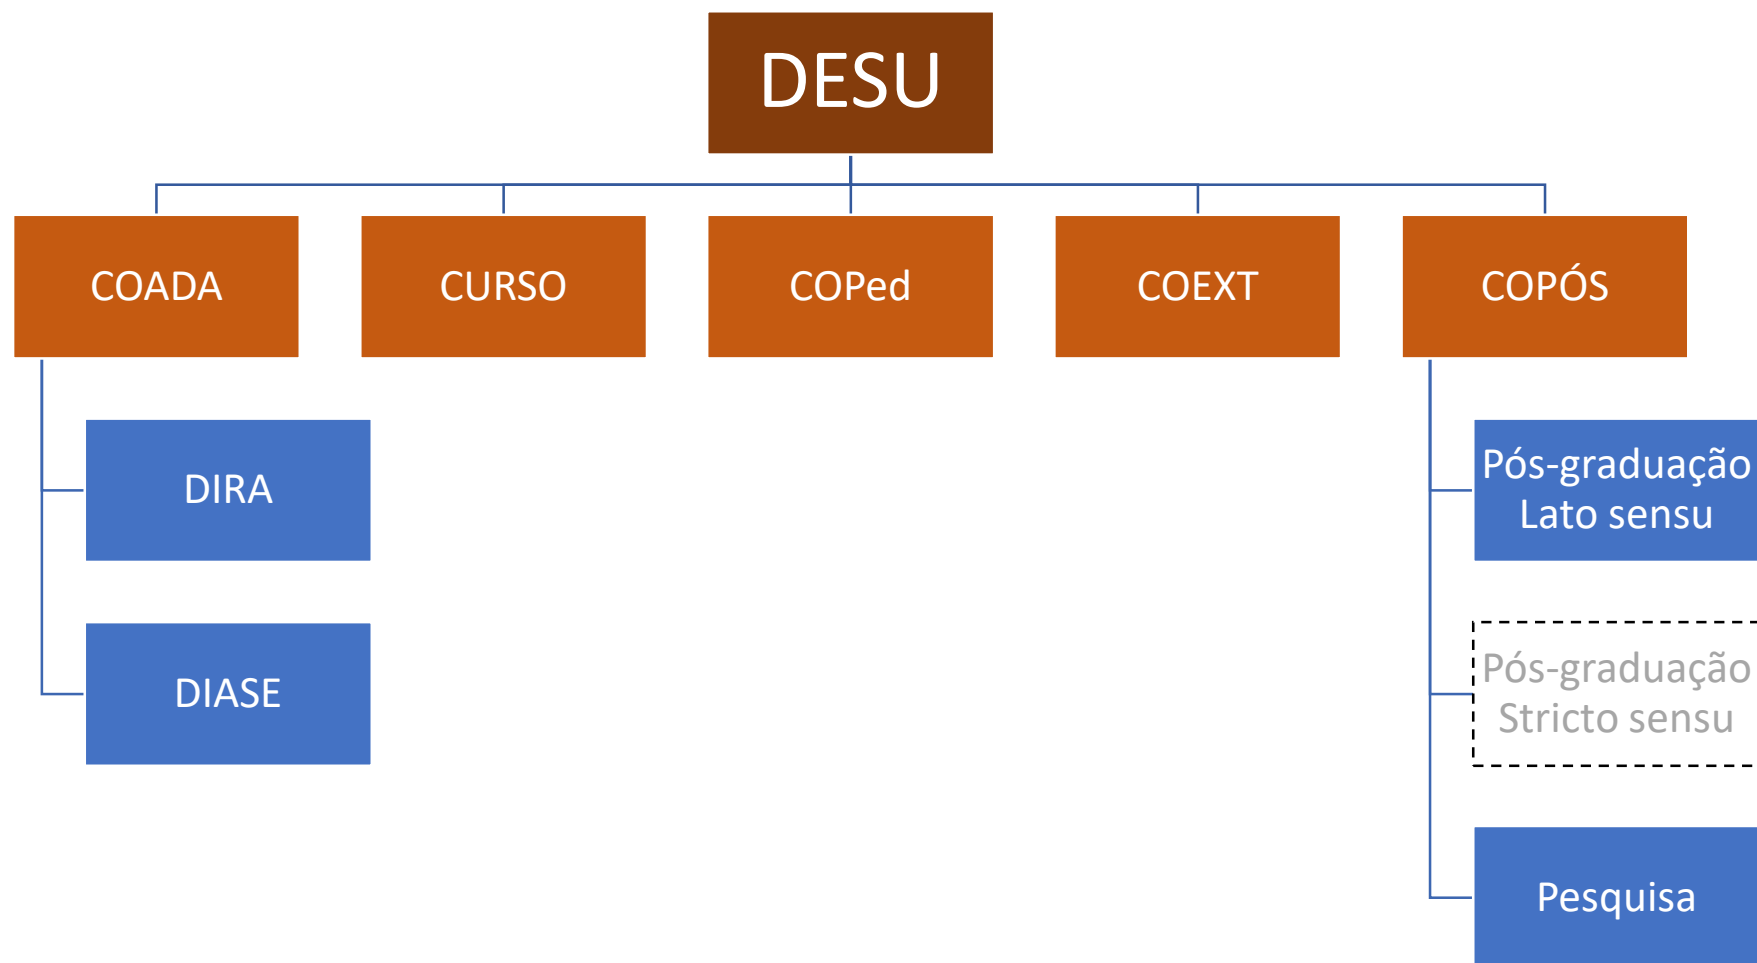 DESU
COADA
CURSO
COPed
COEXT
COPÓS
DIRA
DIASE
Pós-graduação
Lato sensu
Pós-graduação
Stricto sensu
Pesquisa